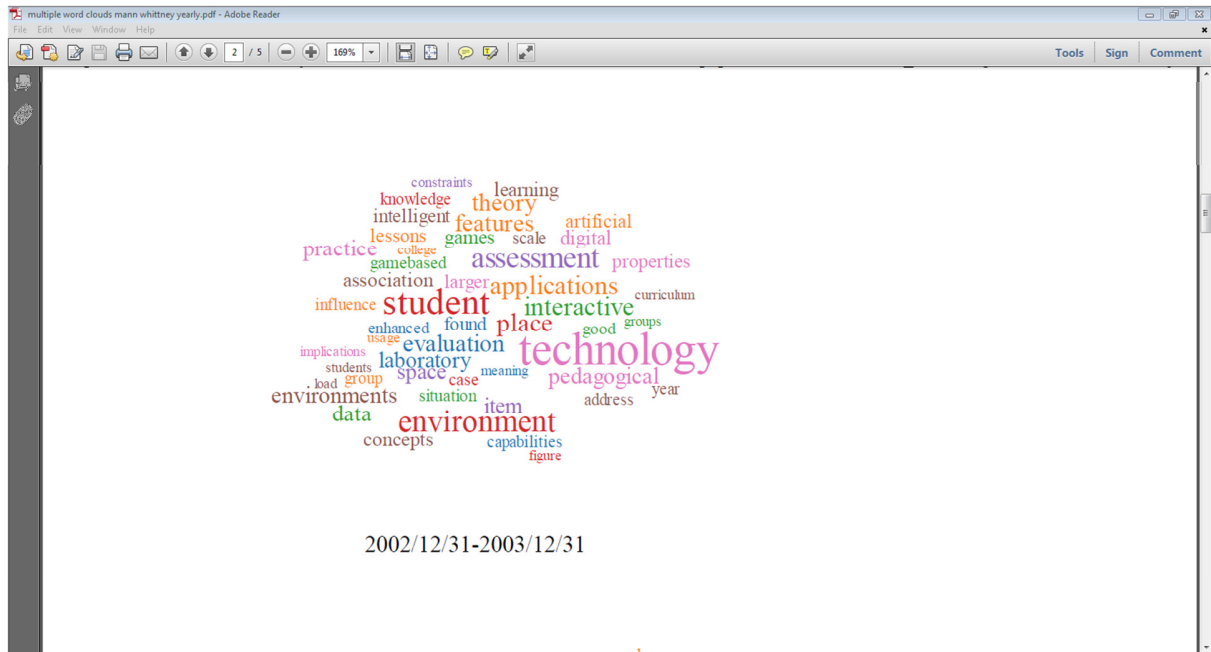 multiple word clouds mann whittney yearly.pdf - Adobe Reader
File Edit View Window Help
2 / 5 169% Tools Sign Comment
constraints learning
knowledge theory
intelligent features artificial
lessons games scale digital
practice college assessment properties
gamebased
association larger applications curriculum
influence student interactive
enhanced found place good groups
usage evaluation technology
implications laboratory
students space case meaning pedagogical
load group
environments situation item address year
data environment
concepts capabilities
figure
2002/12/31-2003/12/31